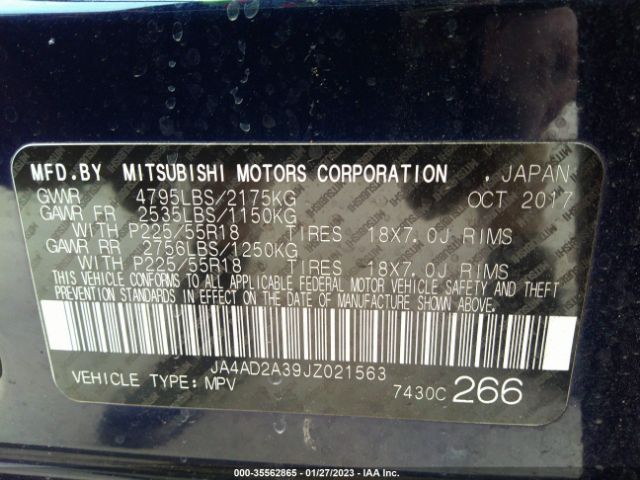 MFD.BY MITSUBISHI MOTORS CORPORATION . JAPAN
GVWR 4795LBS/2175KG OCT 2017
GAWR FR 2535LBS/1150KG
WITH P225/55R18 TIRES 18X7.0J RIMS
GAWR RR 2756LBS/1250KG
WITH P225/55R18 TIRES 18X7.0J RIMS
THIS VEHICLE CONFORMS TO ALL APPLICABLE FEDERAL MOTOR VEHICLE SAFETY AND THEFT
PREVENTION STANDARDS IN EFFECT ON THE DATE OF MANUFACTURE SHOWN ABOVE.
JA4AD2A39JZ021563
VEHICLE TYPE: MPV 7430C 266
000-35562865 / 01/27/2023 / IAA Inc.